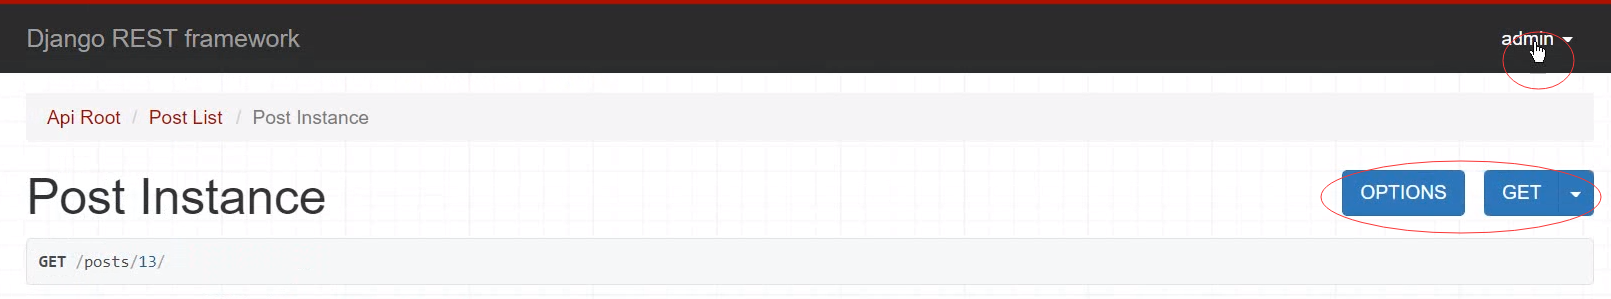 Django REST framework admin
Api Root / Post List / Post Instance
Post Instance OPTIONS GET
GET /posts/13/